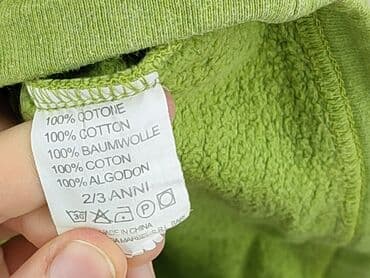 100% COTONE
100% COTTON
100% BAUMWOLLE
100% COTON
100% ALGODON
2/3 ANNI
30 P
MADE IN CHINA